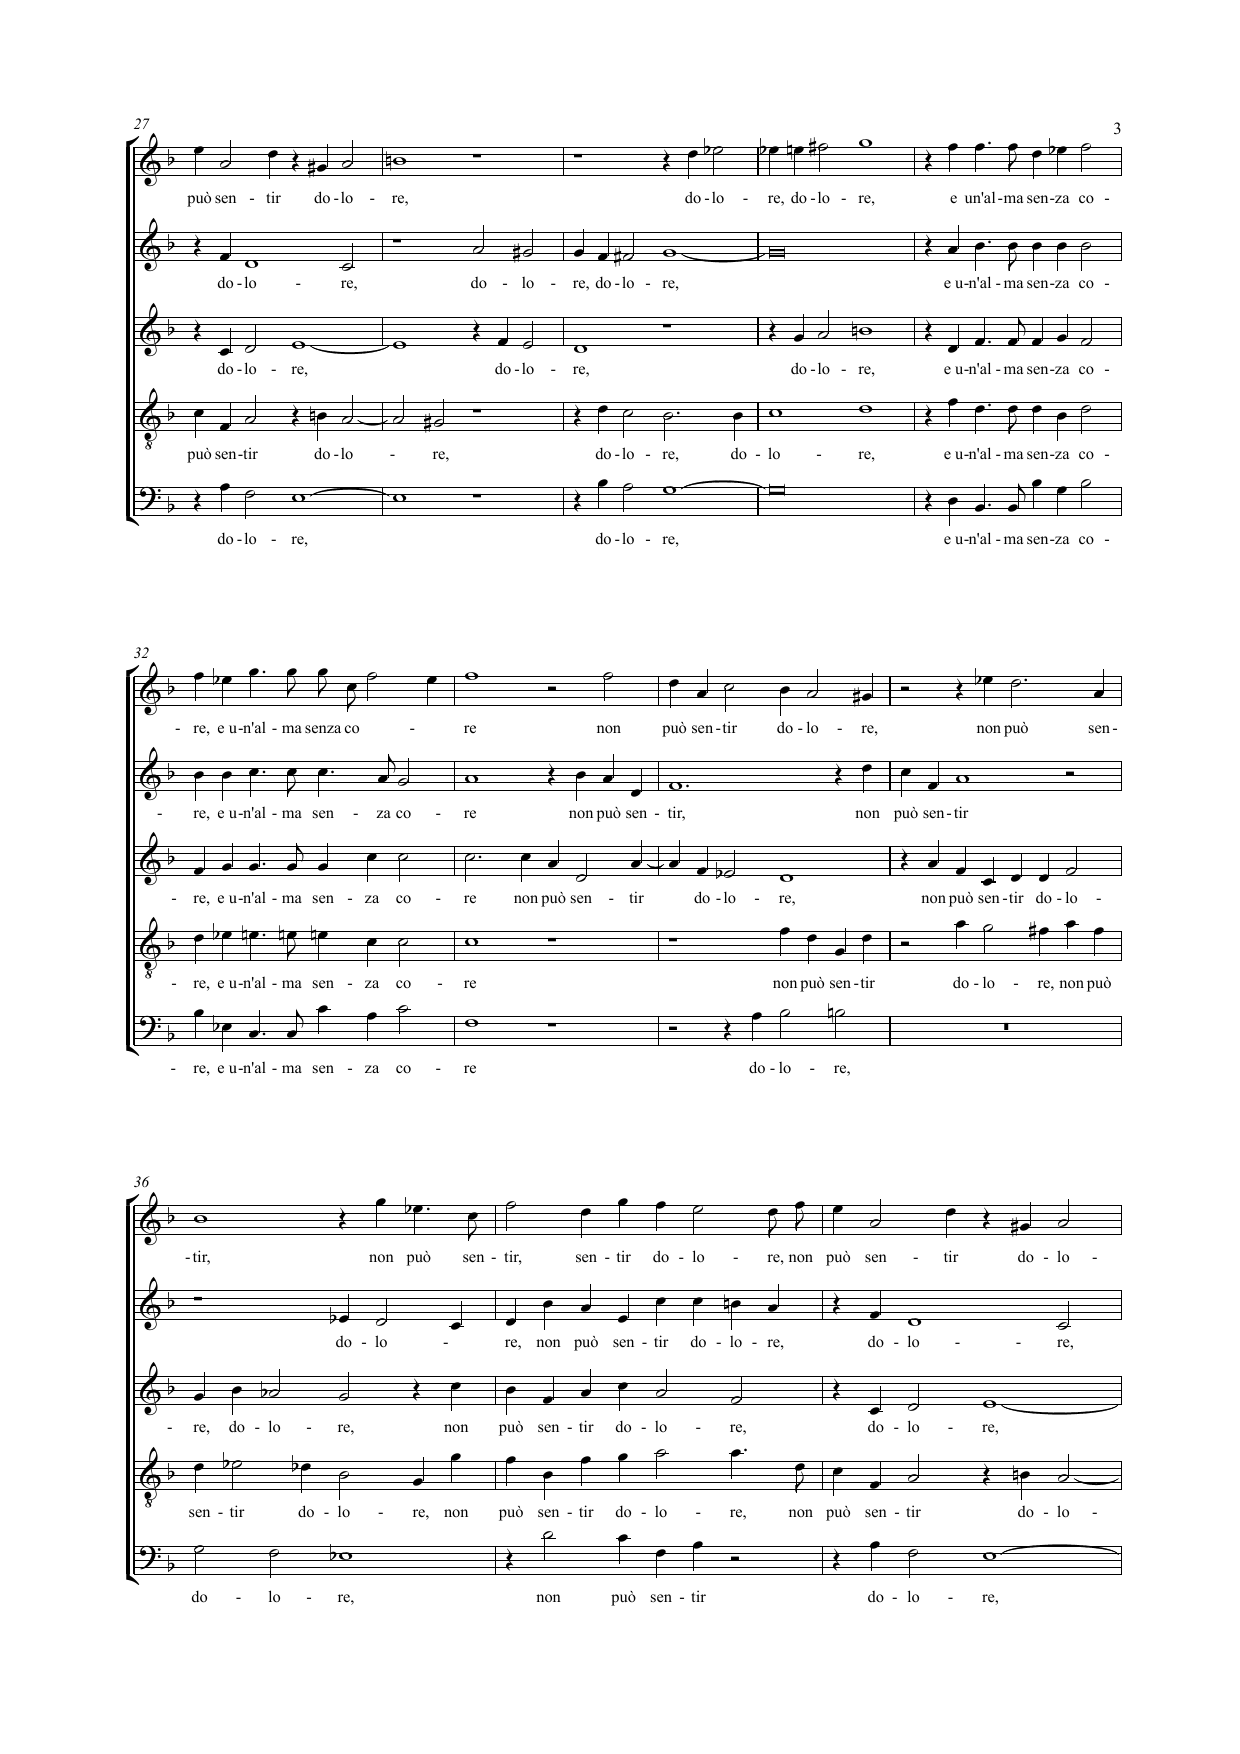 27
3
può sen - tir do - lo - re, do - lo - re, do - lo - re, e un'al - ma sen - za co -
do - lo - re, do - lo - re, do - lo - re, e u-n'al - ma sen - za co -
do - lo - re, do - lo - re, do - lo - re, e u-n'al - ma sen - za co -
può sen - tir do - lo - re, do - lo - re, do - lo - re, e u-n'al - ma sen - za co -
do - lo - re, do - lo - re, e u-n'al - ma sen - za co -
32
- re, e u-n'al - ma senza co - re non può sen - tir do - lo - re, non può sen -
- re, e u-n'al - ma sen - za co - re non può sen - tir, non può sen - tir
- re, e u-n'al - ma sen - za co - re non può sen - tir do - lo - re, non può sen - tir do - lo -
- re, e u-n'al - ma sen - za co - re non può sen - tir do - lo - re, non può
- re, e u-n'al - ma sen - za co - re do - lo - re,
36
- tir, non può sen - tir, sen - tir do - lo - re, non può sen - tir do - lo -
do - lo - re, non può sen - tir do - lo - re, do - lo - re,
- re, do - lo - re, non può sen - tir do - lo - re, do - lo - re,
sen - tir do - lo - re, non può sen - tir do - lo - re, non può sen - tir do - lo -
do - lo - re, non può sen - tir do - lo - re,